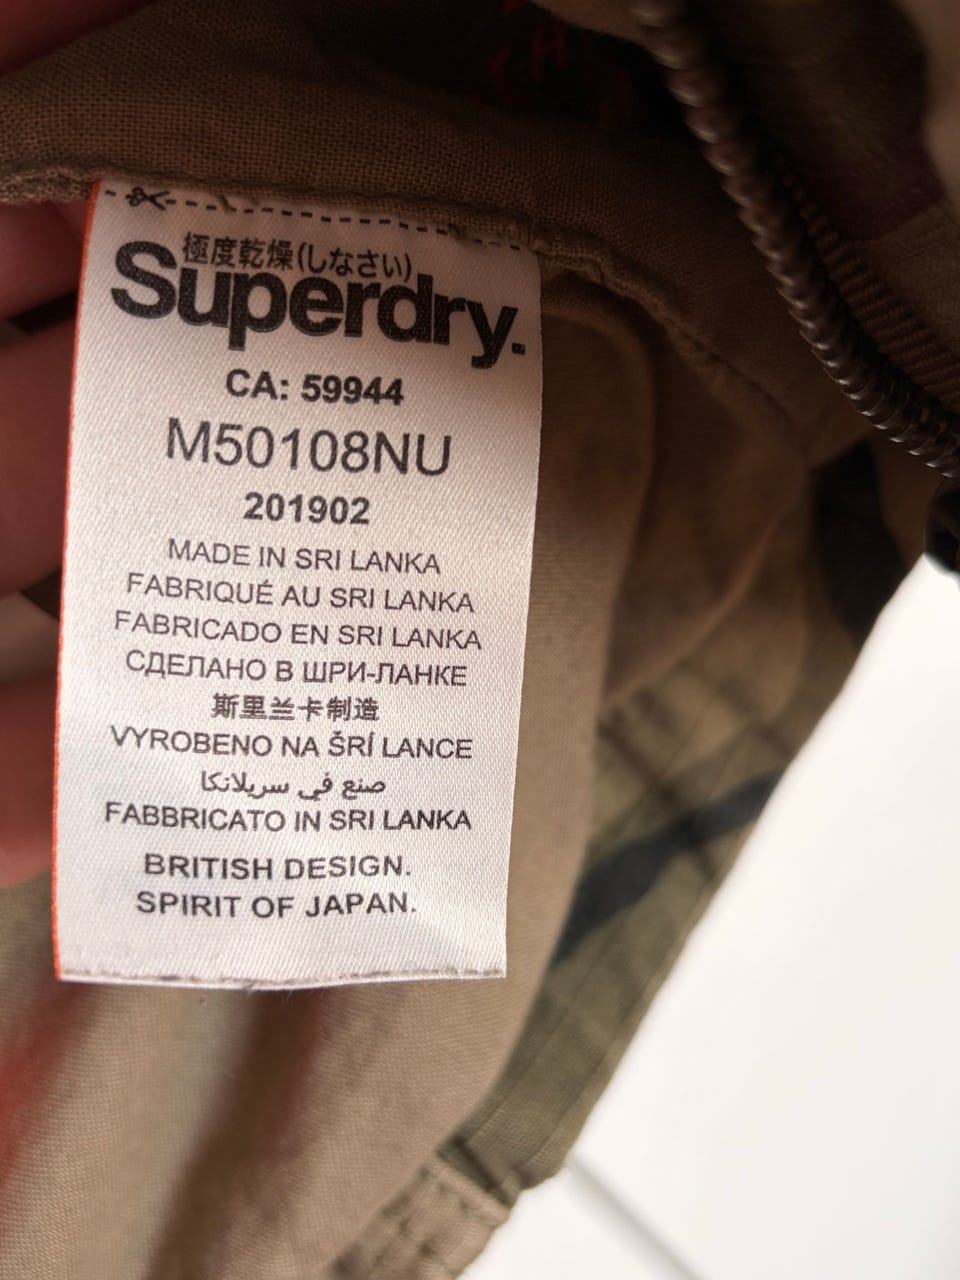 極度乾燥(しなさい)
Superdry.
CA: 59944
M50108NU
201902
MADE IN SRI LANKA
FABRIQUÉ AU SRI LANKA
FABRICADO EN SRI LANKA
СДЕЛАНО В ШРИ-ЛАНКЕ
斯里兰卡制造
VYROBENO NA ŠRÍ LANCE
صنع في سريلانكا
FABBRICATO IN SRI LANKA
BRITISH DESIGN.
SPIRIT OF JAPAN.